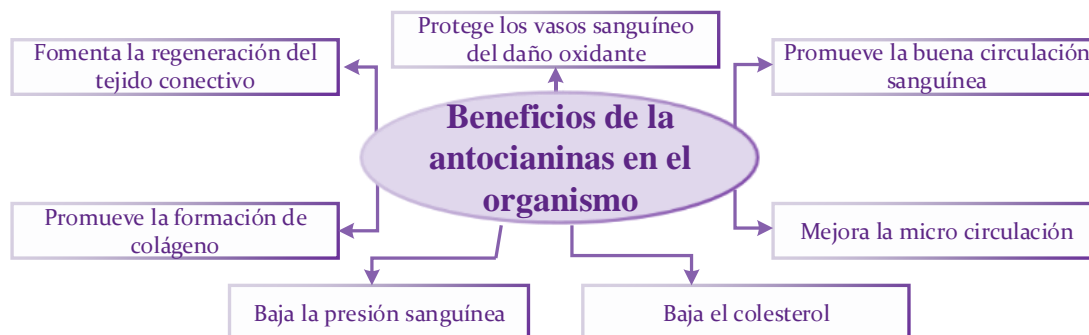 Protege los vasos sanguíneo
del daño oxidante
Fomenta la regeneración del
tejido conectivo
Promueve la buena circulación
sanguínea
Beneficios de la
antocianinas en el
organismo
Promueve la formación de
colágeno
Mejora la micro circulación
Baja la presión sanguínea
Baja el colesterol